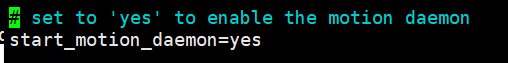 # set to 'yes' to enable the motion daemon
start_motion_daemon=yes